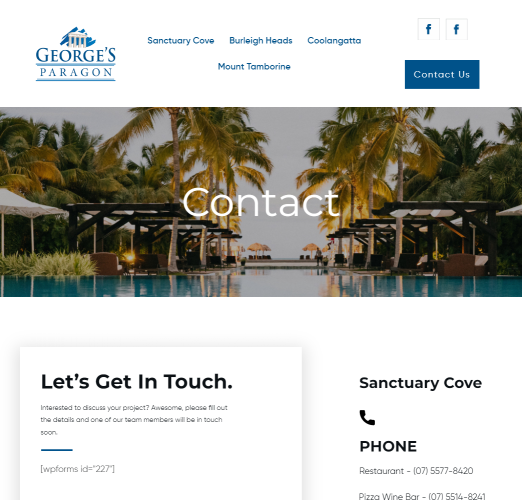 GEORGE'S
PARAGON
Sanctuary Cove Burleigh Heads Coolangatta
Mount Tamborine
Contact Us
Contact
Let's Get In Touch.
Interested to discuss your project? Awesome; please fill out
the details and one of our team members will be in touch
soon.
[wpforms id="227"]
Sanctuary Cove
PHONE
Restaurant - (07) 5577-8420
Pizza Wine Bar - (07) 5514-8241